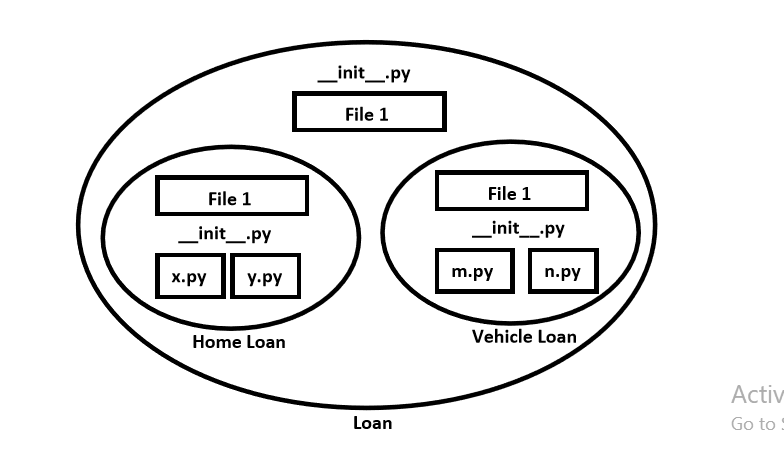 __init__.py
File 1
File 1
__init__.py
x.py y.py
Home Loan
File 1
__init__.py
m.py n.py
Vehicle Loan
Loan
Activ
Go to